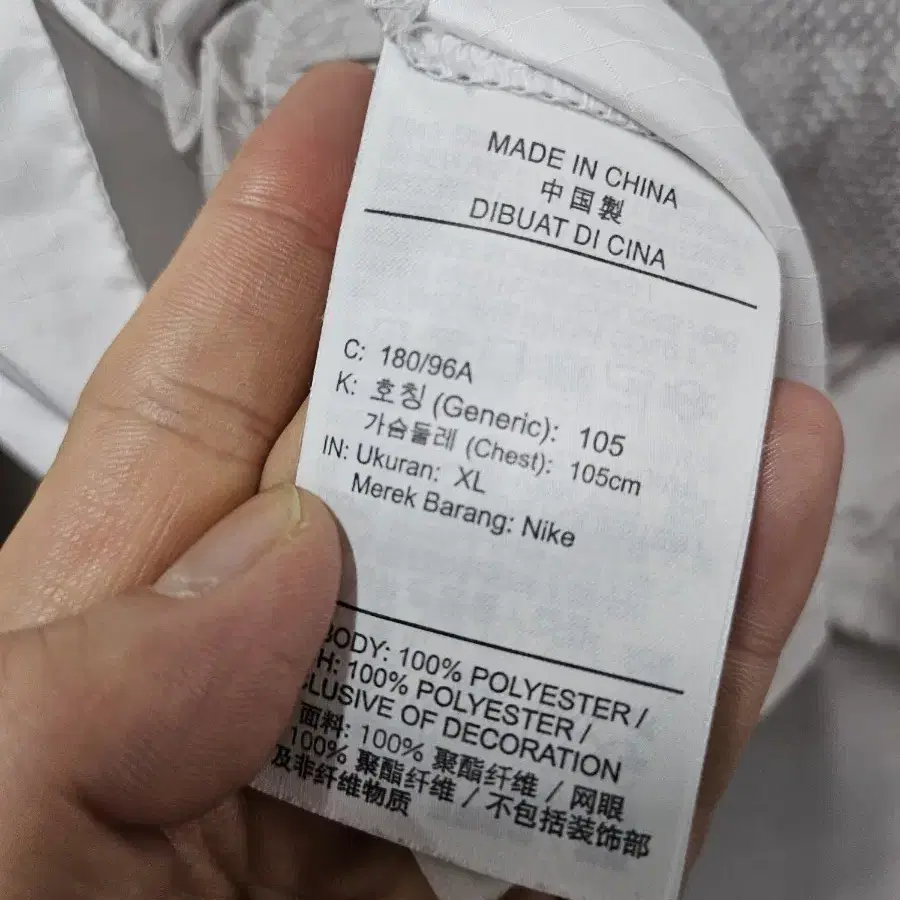 MADE IN CHINA
中国製
DIBUAT DI CINA
C: 180/96A
K: 호칭 (Generic): 105
가슴둘레 (Chest): 105cm
IN: Ukuran: XL
Merek Barang: Nike
BODY: 100% POLYESTER /
H: 100% POLYESTER /
LUSIVE OF DECORATION
面料: 100% 聚酯纤维 / 网眼
100% 聚酯纤维 / 不包括装饰部
及非纤维物质